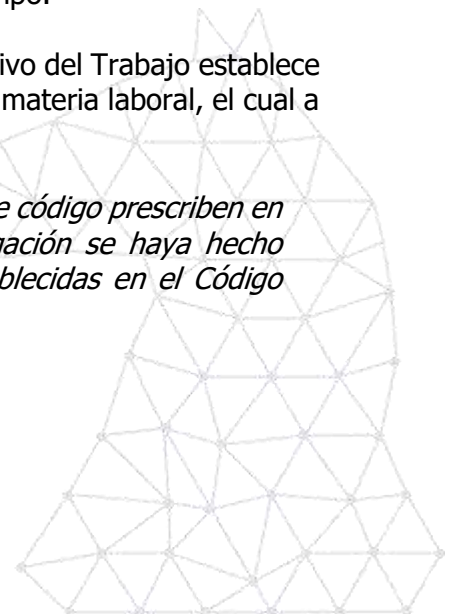 mpo.
ivo del Trabajo establece
materia laboral, el cual a
e código prescriben en
gación se haya hecho
blecidas en el Código